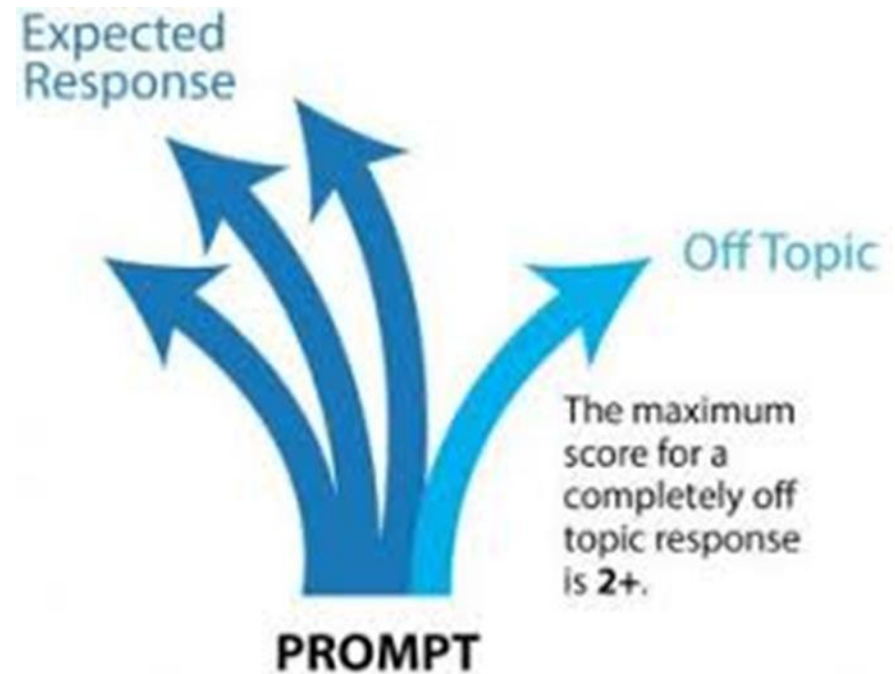 Expected
Response
Off Topic
The maximum
score for a
completely off
topic response
is 2+.
PROMPT